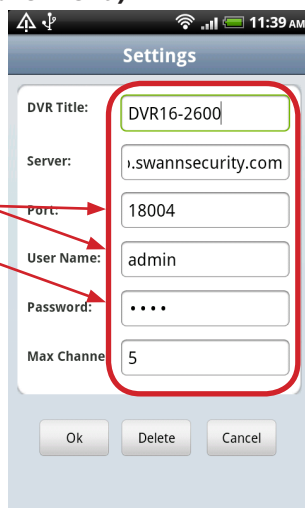 11:39 AM
Settings
DVR Title: DVR16-2600
Server: .swannsecurity.com
Port: 18004
User Name: admin
Password: ••••
Max Channe 5
Ok Delete Cancel